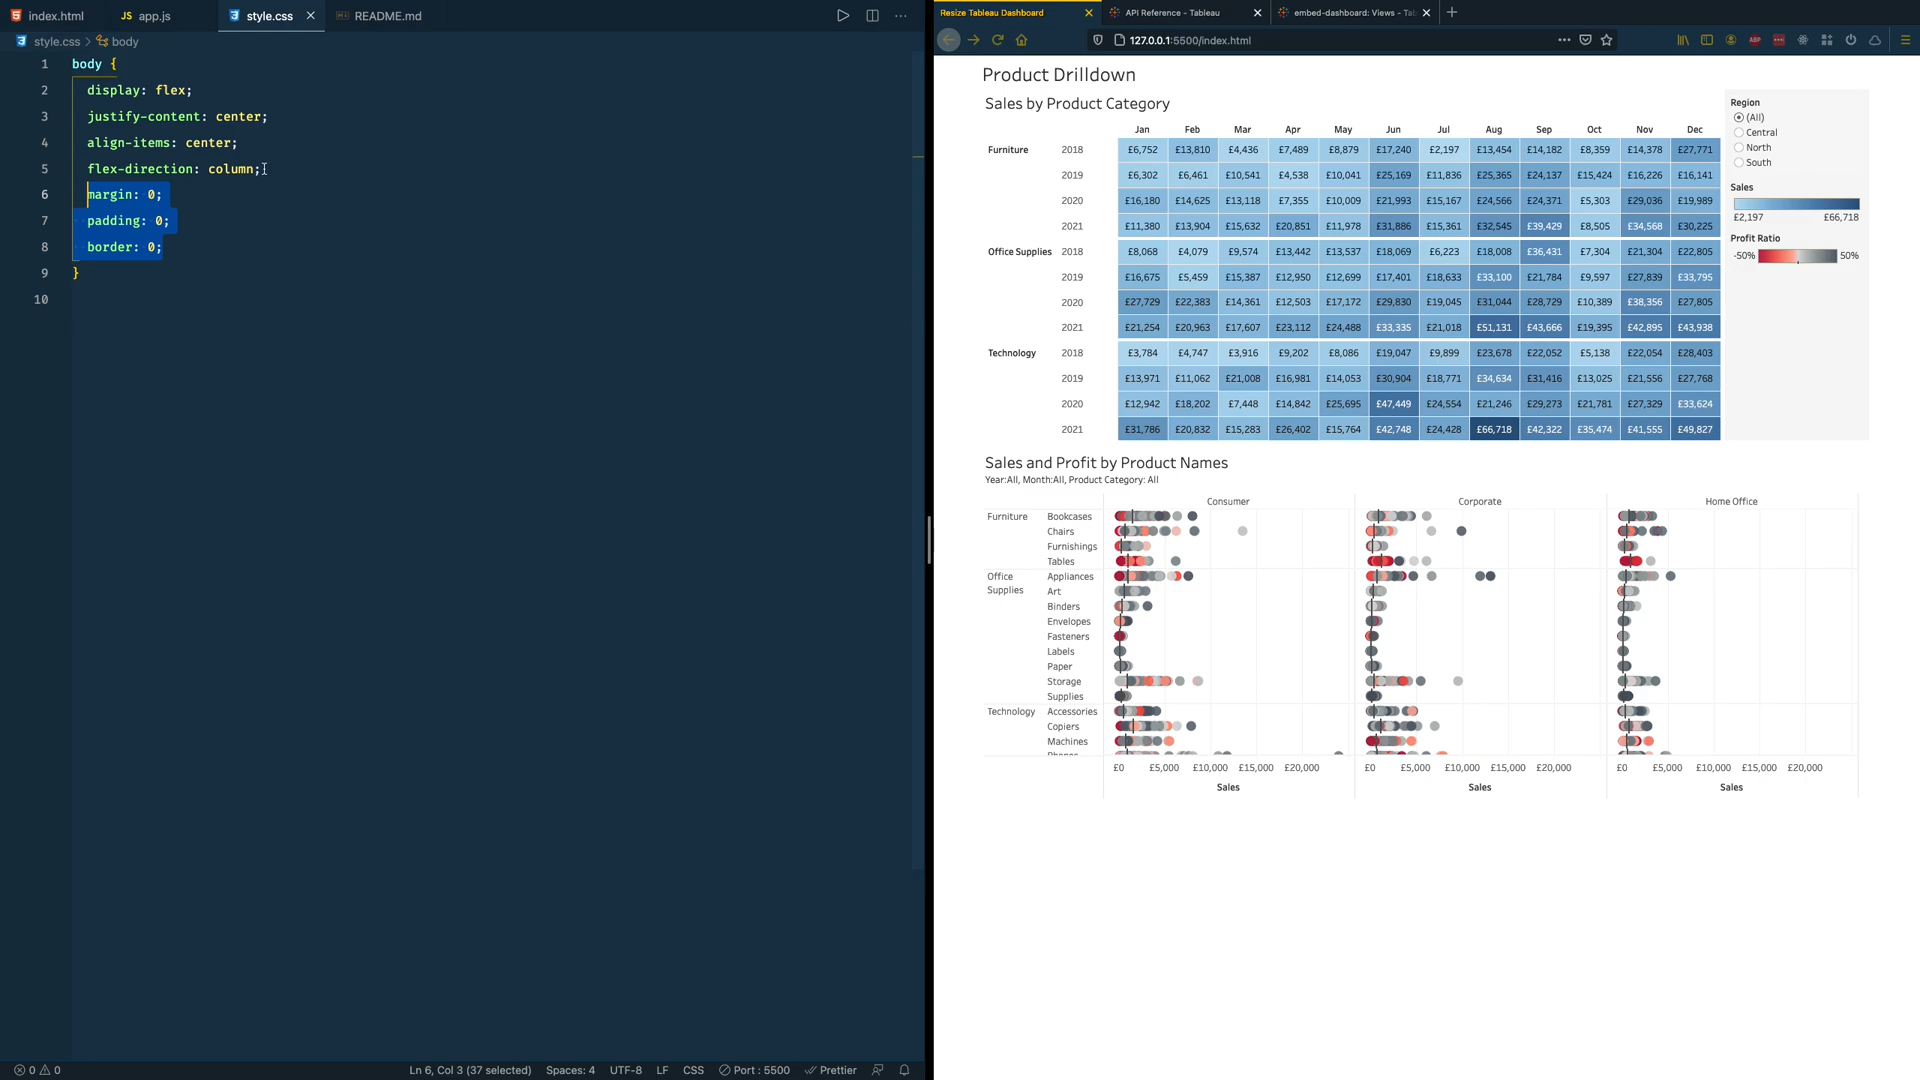 index.html
JS app.js
style.css
README.md
style.css > body
1 body {
2 display: flex;
3 justify-content: center;
4 align-items: center;
5 flex-direction: column;
6 margin: 0;
7 padding: 0;
8 border: 0;
9 }
10
0 0
Ln 6, Col 3 (37 selected) Spaces: 4 UTF-8 LF CSS Port : 5500 Prettier
Resize Tableau Dashboard
API Reference - Tableau
embed-dashboard: Views - Tab
127.0.0.1:5500/index.html
ABP
Product Drilldown
Sales by Product Category
Jan Feb Mar Apr May Jun Jul Aug Sep Oct Nov Dec
Furniture 2018 £6,752 £13,810 £4,436 £7,489 £8,879 £17,240 £2,197 £13,454 £14,182 £8,359 £14,378 £27,771
2019 £6,302 £6,461 £10,541 £4,538 £10,041 £25,169 £11,836 £25,365 £24,137 £15,424 £16,226 £16,141
2020 £16,180 £14,625 £13,118 £7,355 £10,009 £21,993 £15,167 £24,566 £24,371 £5,303 £29,036 £19,989
2021 £11,380 £13,904 £15,632 £20,851 £11,978 £31,886 £15,361 £32,545 £39,429 £8,505 £34,568 £30,225
Office Supplies 2018 £8,068 £4,079 £9,574 £13,442 £13,537 £18,069 £6,223 £18,008 £36,431 £7,304 £21,304 £22,805
2019 £16,675 £5,459 £15,387 £12,950 £12,699 £17,401 £18,633 £33,100 £21,784 £9,597 £27,839 £33,795
2020 £27,729 £22,383 £14,361 £12,503 £17,172 £29,830 £19,045 £31,044 £28,729 £10,389 £38,356 £27,805
2021 £21,254 £20,963 £17,607 £23,112 £24,488 £33,335 £21,018 £51,131 £43,666 £19,395 £42,895 £43,938
Technology 2018 £3,784 £4,747 £3,916 £9,202 £8,086 £19,047 £9,899 £23,678 £22,052 £5,138 £22,054 £28,403
2019 £13,971 £11,062 £21,008 £16,981 £14,053 £30,904 £18,771 £34,634 £31,416 £13,025 £21,556 £27,768
2020 £12,942 £18,202 £7,448 £14,842 £25,695 £47,449 £24,554 £21,246 £29,273 £21,781 £27,329 £33,624
2021 £31,786 £20,832 £15,283 £26,402 £15,764 £42,748 £24,428 £66,718 £42,322 £35,474 £41,555 £49,827
Region
(All)
Central
North
South
Sales
£2,197 £66,718
Profit Ratio
-50% 50%
Sales and Profit by Product Names
Year:All, Month:All, Product Category: All
Consumer Corporate Home Office
Furniture Bookcases
Chairs
Furnishings
Tables
Office Appliances
Supplies Art
Binders
Envelopes
Fasteners
Labels
Paper
Storage
Supplies
Technology Accessories
Copiers
Machines
£0 £5,000 £10,000 £15,000 £20,000 £0 £5,000 £10,000 £15,000 £20,000 £0 £5,000 £10,000 £15,000 £20,000
Sales Sales Sales